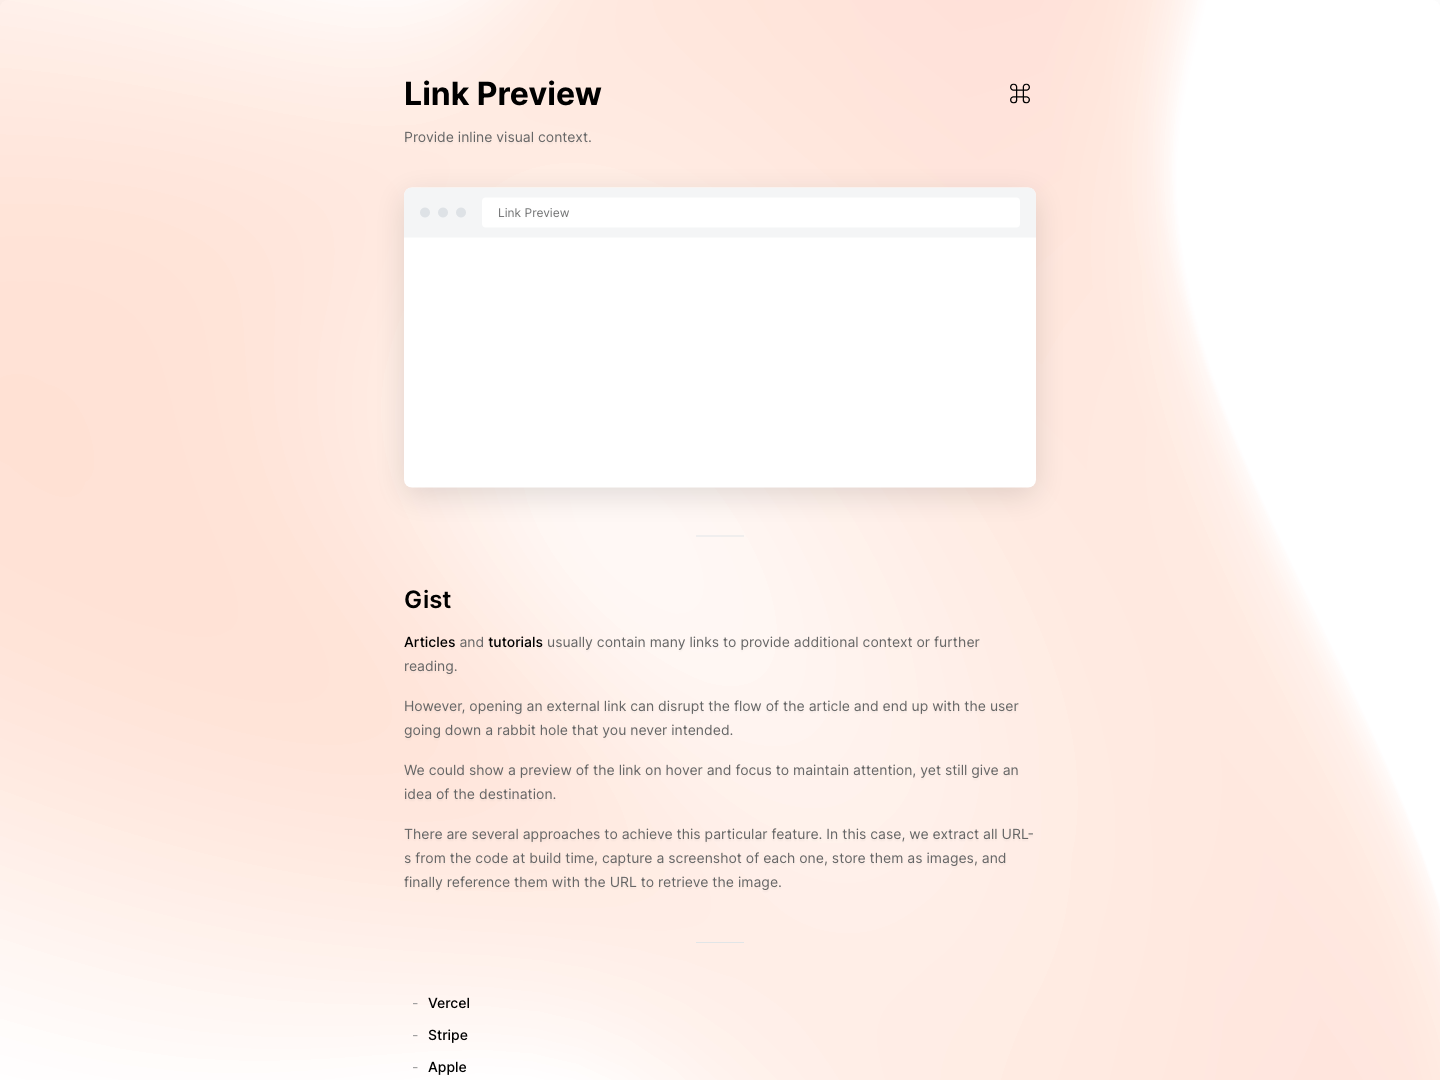 Link Preview
Provide inline visual context.
Link Preview
Gist
Articles and tutorials usually contain many links to provide additional context or further
reading.
However, opening an external link can disrupt the flow of the article and end up with the user
going down a rabbit hole that you never intended.
We could show a preview of the link on hover and focus to maintain attention, yet still give an
idea of the destination.
There are several approaches to achieve this particular feature. In this case, we extract all URL-
s from the code at build time, capture a screenshot of each one, store them as images, and
finally reference them with the URL to retrieve the image.
- Vercel
- Stripe
- Apple